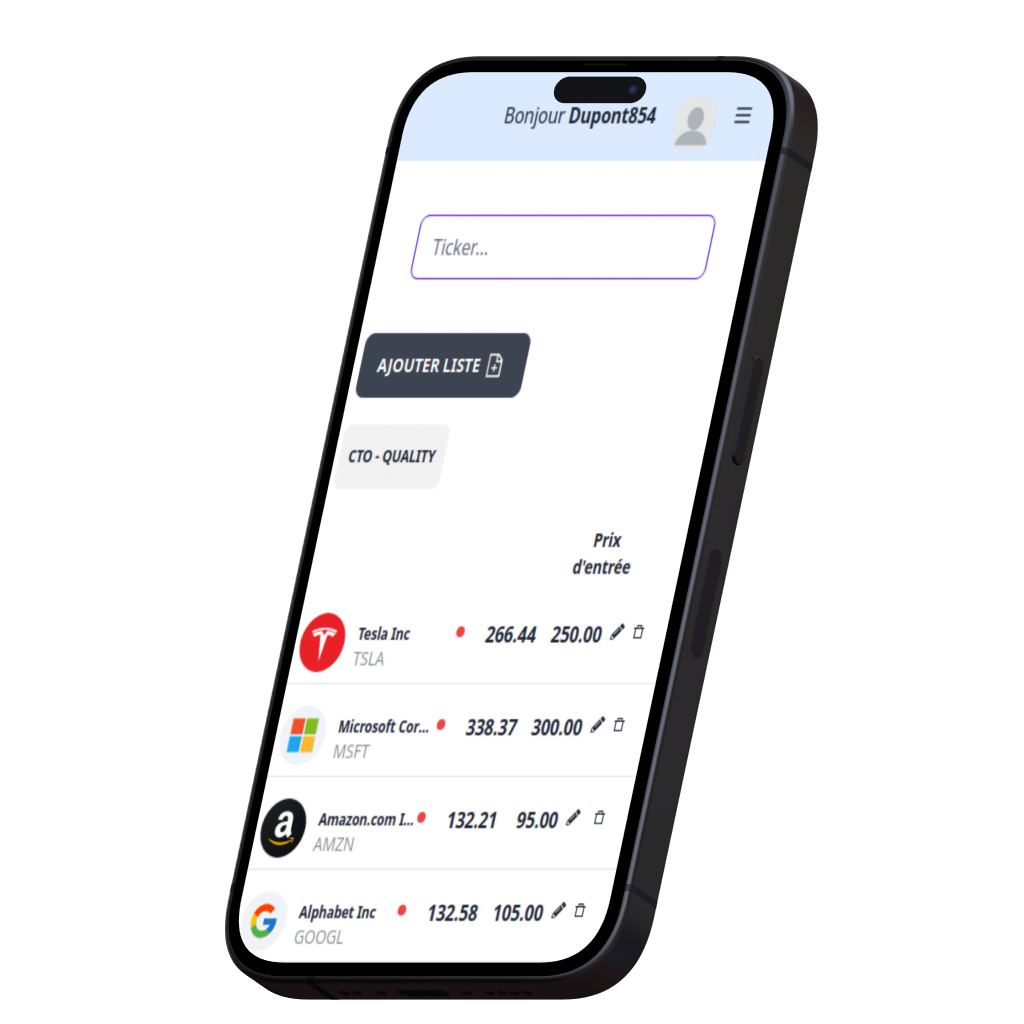 Bonjour Dupont854
Ticker...
AJOUTER LISTE
CTO - QUALITY
Prix
d'entrée
Tesla Inc 266.44 250.00
TSLA
Microsoft Cor... 338.37 300.00
MSFT
Amazon.com I... 132.21 95.00
AMZN
Alphabet Inc 132.58 105.00
GOOGL